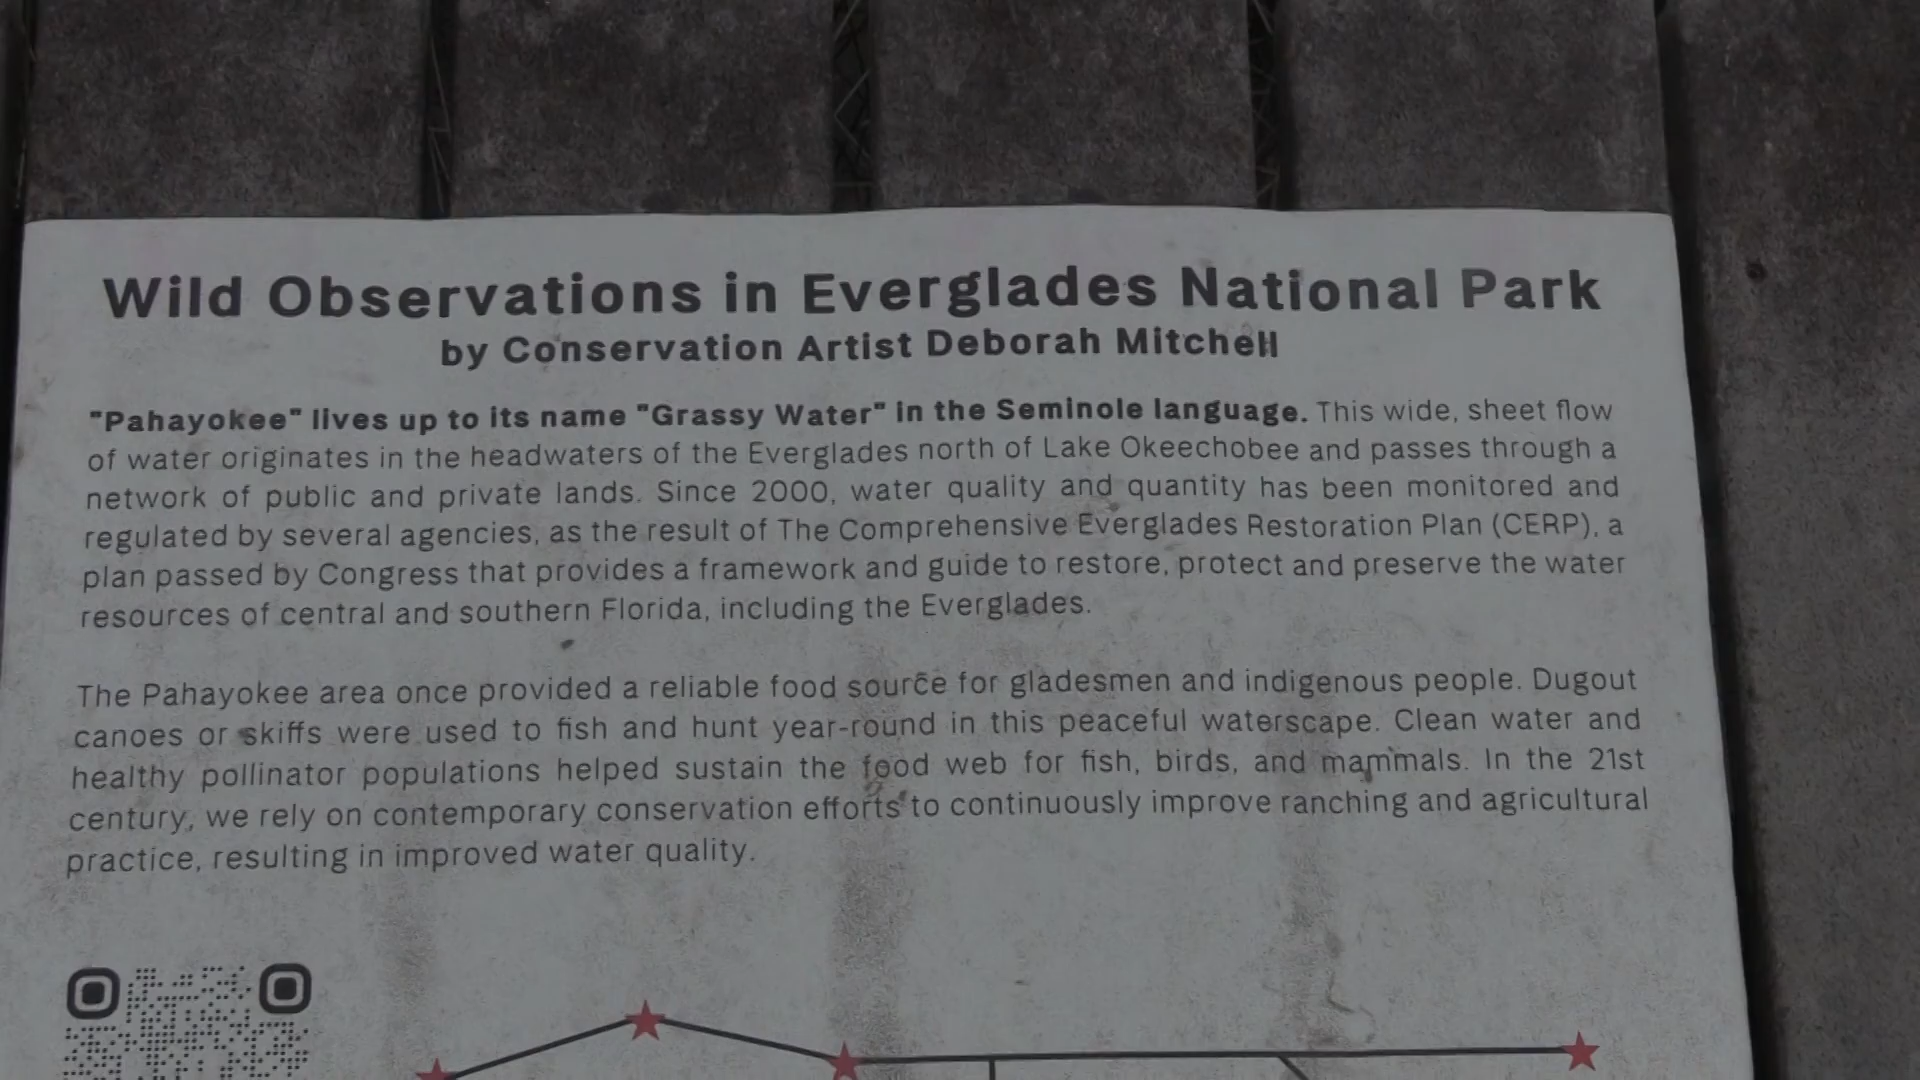 Wild Observations in Everglades National Park
by Conservation Artist Deborah Mitchell
"Pahayokee" lives up to its name "Grassy Water" in the Seminole language. This wide, sheet flow
of water originates in the headwaters of the Everglades north of Lake Okeechobee and passes through a
network of public and private lands. Since 2000, water quality and quantity has been monitored and
regulated by several agencies, as the result of The Comprehensive Everglades Restoration Plan (CERP), a
plan passed by Congress that provides a framework and guide to restore, protect and preserve the water
resources of central and southern Florida, including the Everglades.
The Pahayokee area once provided a reliable food source for gladesmen and indigenous people. Dugout
canoes or skiffs were used to fish and hunt year-round in this peaceful waterscape. Clean water and
healthy pollinator populations helped sustain the food web for fish, birds, and mammals. In the 21st
century, we rely on contemporary conservation efforts to continuously improve ranching and agricultural
practice, resulting in improved water quality.